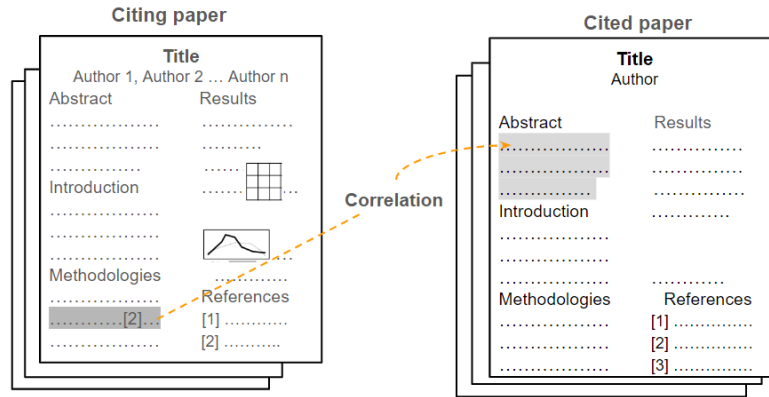 Citing paper
Title
Author 1, Author 2 ... Author n
Abstract
Results
Introduction
Methodologies
............[2]...
References
[1] ............
[2] ...........
Correlation
Cited paper
Title
Author
Abstract
Results
Introduction
Methodologies
References
[1] ...............
[2] ...............
[3] ...............